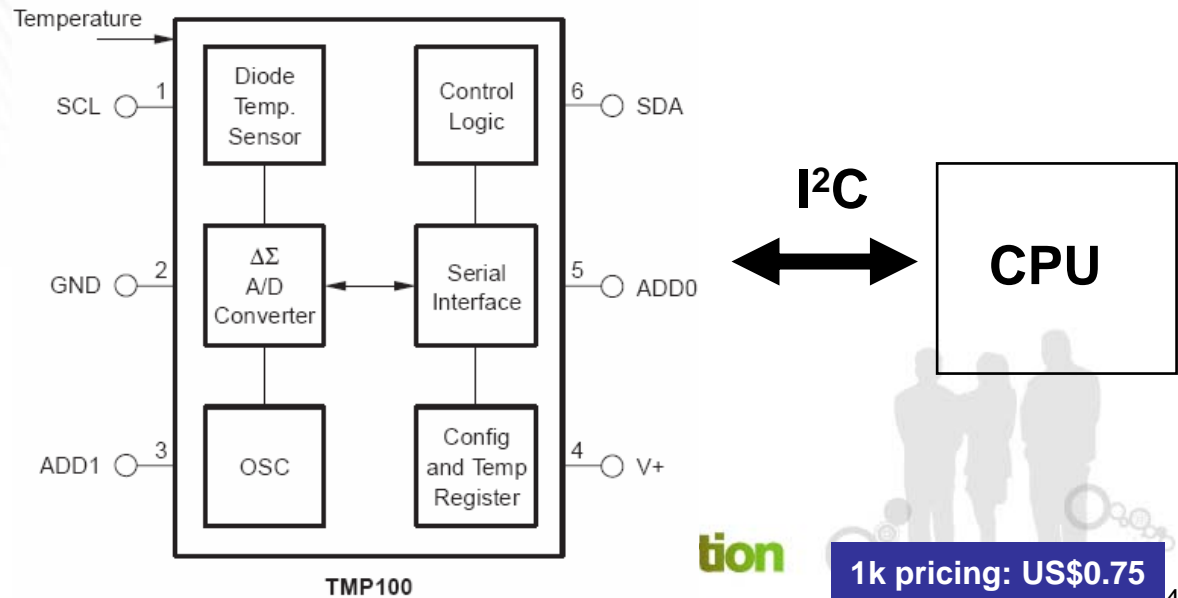 Temperature
Diode
Temp.
Sensor
Control
Logic
SCL
1
6
SDA
I²C
CPU
ΔΣ
A/D
Converter
Serial
Interface
GND
2
5
ADD0
OSC
Config
and Temp
Register
ADD1
3
4
V+
TMP100
tion
1k pricing: US$0.75
4